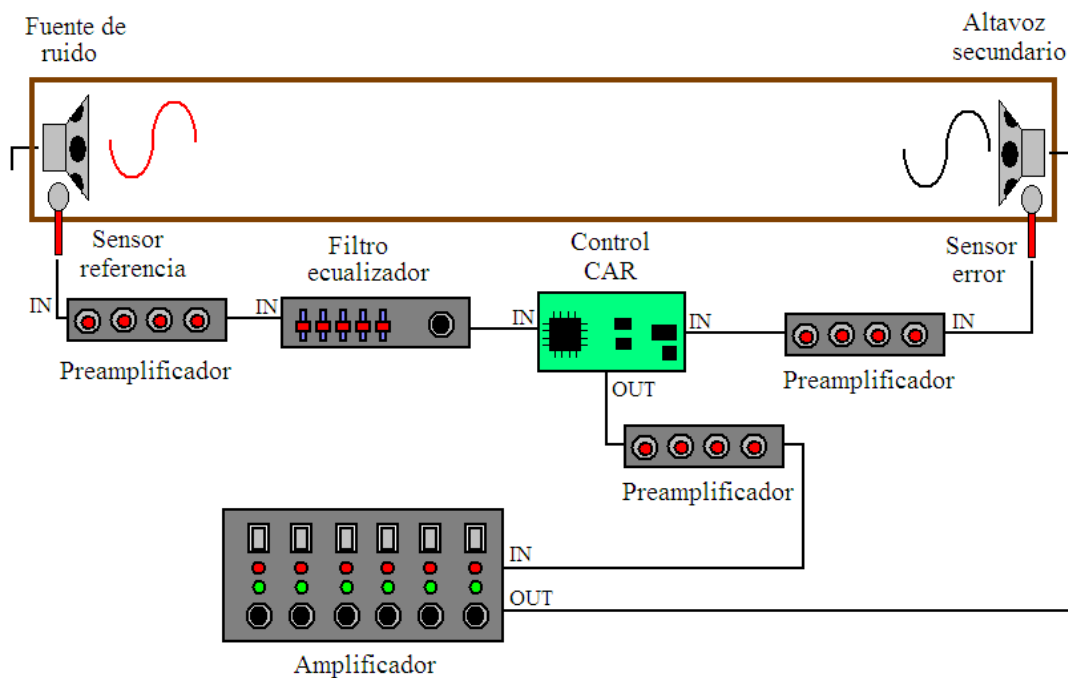 Fuente de
ruido
Altavoz
secundario
Sensor
referencia
Filtro
ecualizador
Control
CAR
Sensor
error
IN
IN
IN
IN
IN
Preamplificador
Preamplificador
OUT
Preamplificador
IN
OUT
Amplificador